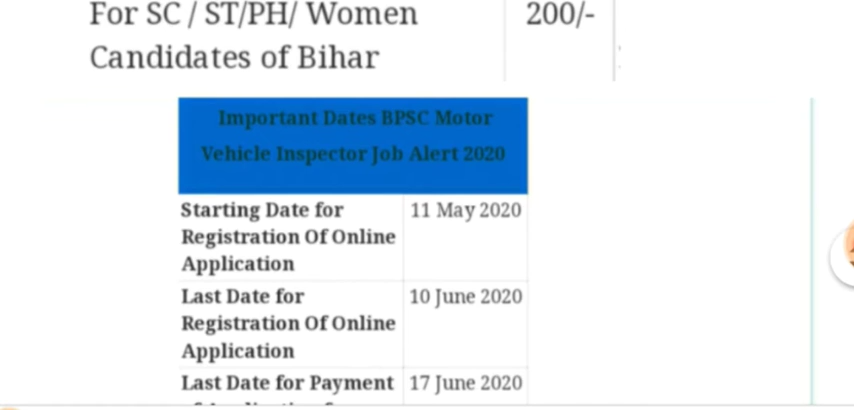 For SC / ST/PH/ Women
Candidates of Bihar
200/-
Important Dates BPSC Motor
Vehicle Inspector Job Alert 2020
Starting Date for
Registration Of Online
Application
11 May 2020
Last Date for
Registration Of Online
Application
10 June 2020
Last Date for Payment
17 June 2020